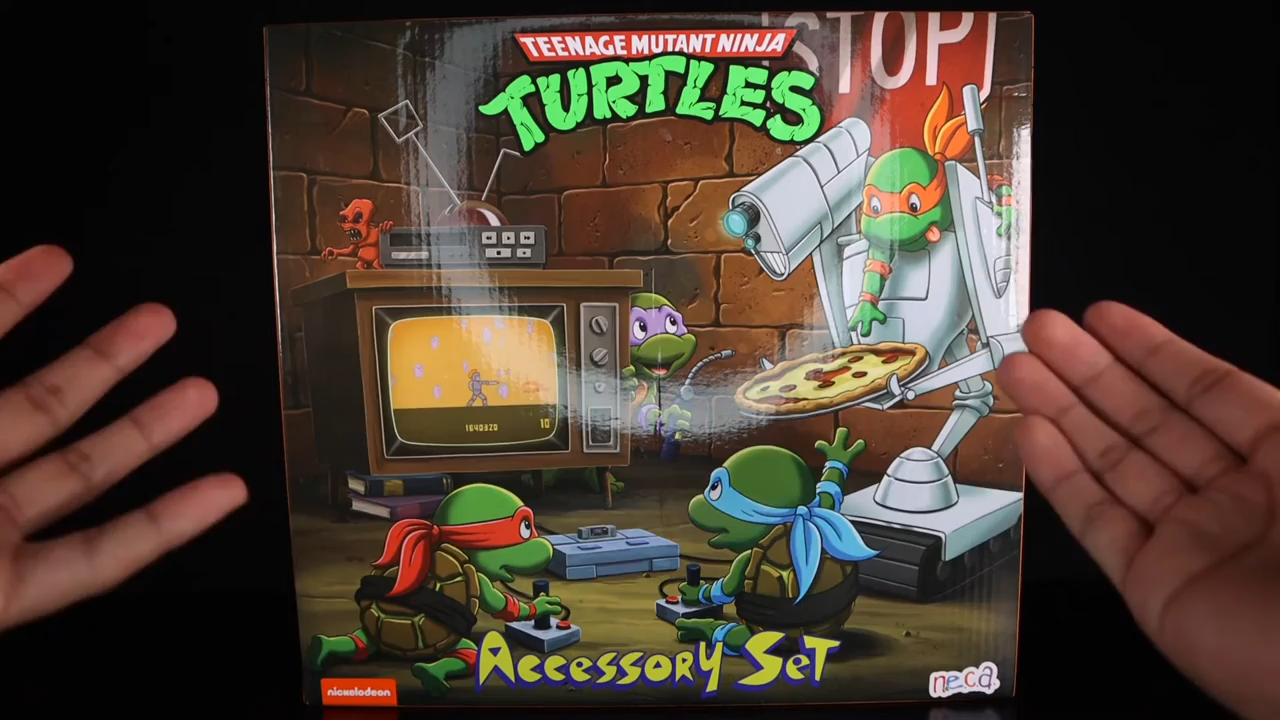 STOP
TEENAGE MUTANT NINJA
TURTLES
1640320
10
ACCESSORY SET
nickelodeon
neca